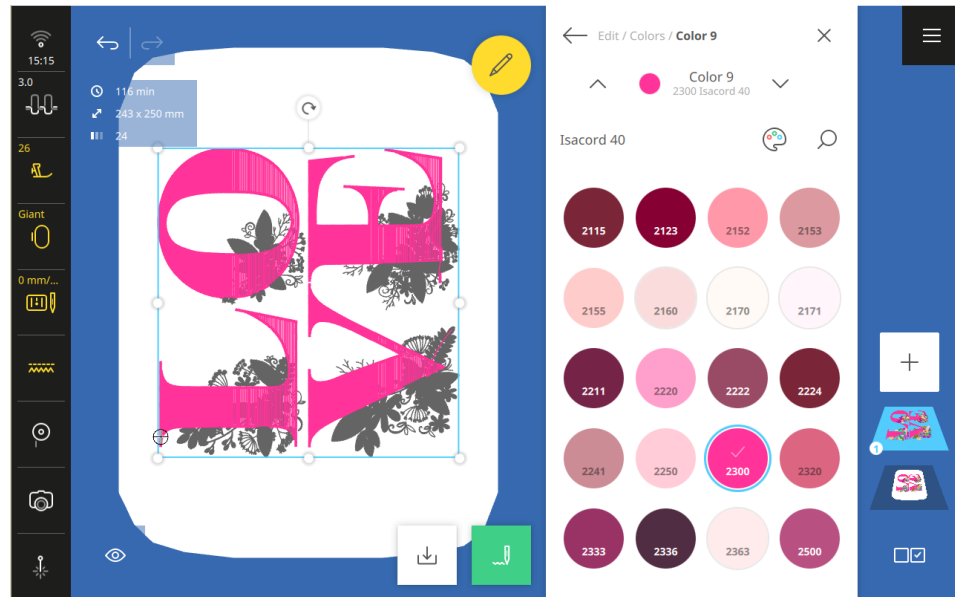 15:15
3.0
26
Giant
0 mm/...
116 min
243 x 250 mm
24
LOVE
Edit / Colors / Color 9
Color 9
2300 Isacord 40
Isacord 40
2115 2123 2152 2153
2155 2160 2170 2171
2211 2220 2222 2224
2241 2250 2300 2320
2333 2336 2363 2500
1